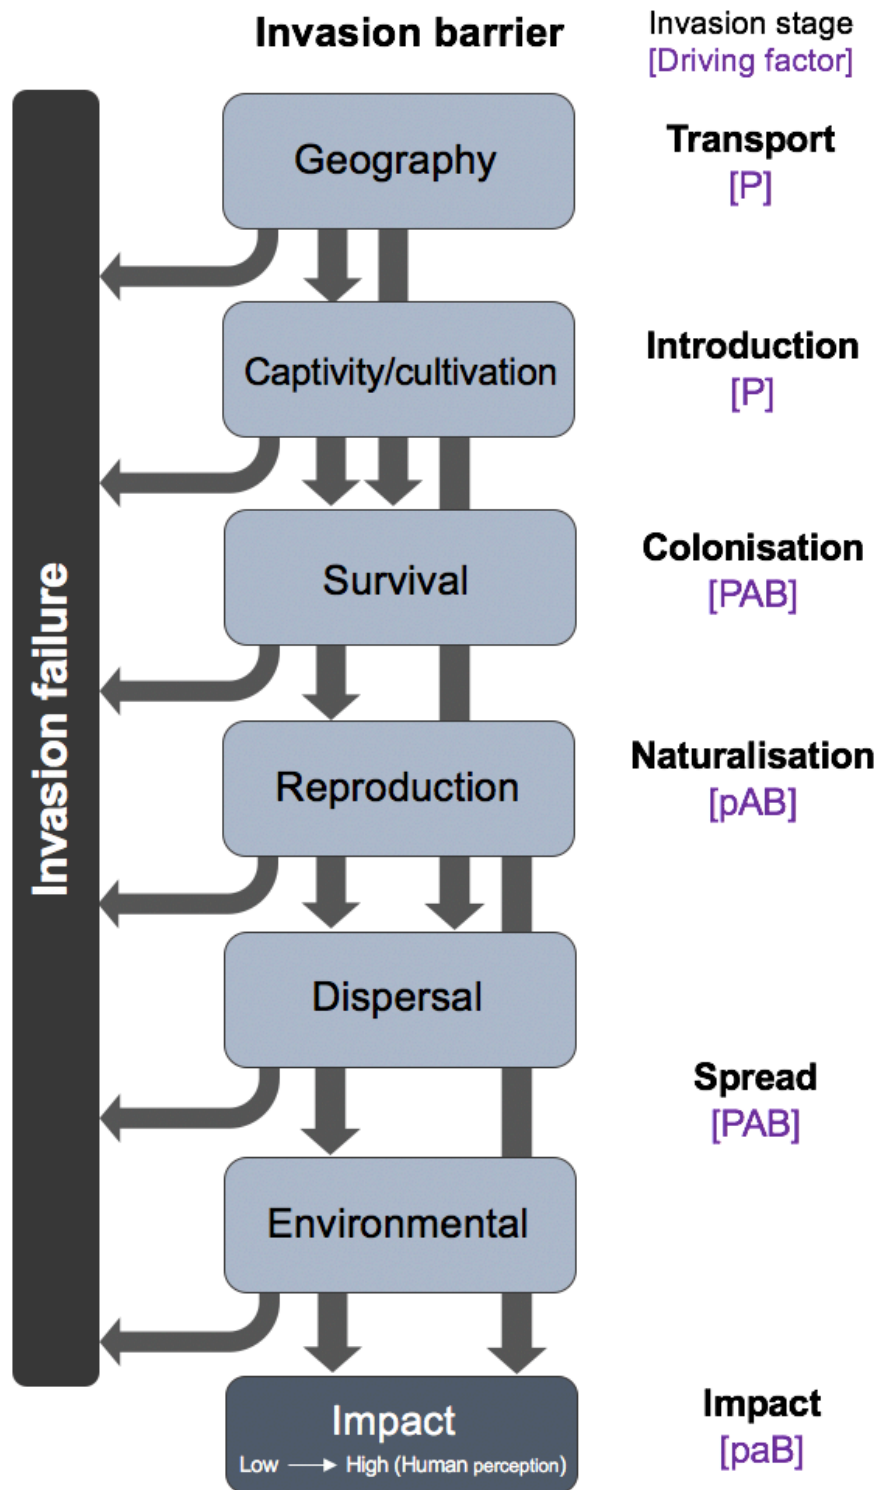 Invasion barrier
Invasion stage
[Driving factor]
Geography
Transport
[P]
Captivity/cultivation
Introduction
[P]
Survival
Colonisation
[PAB]
Invasion failure
Reproduction
Naturalisation
[pAB]
Dispersal
Spread
[PAB]
Environmental
Impact
Low ⟶ High (Human perception)
Impact
[paB]